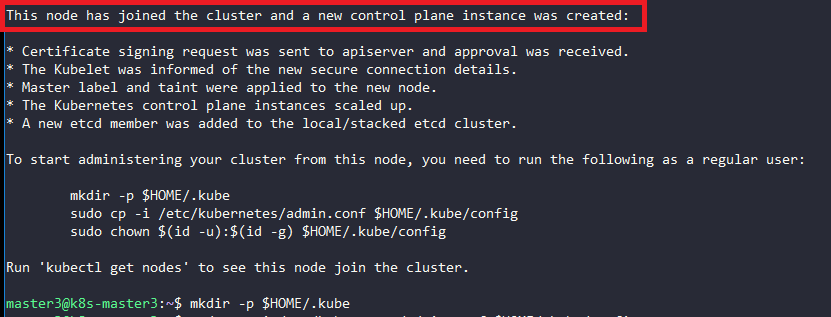 This node has joined the cluster and a new control plane instance was created:
* Certificate signing request was sent to apiserver and approval was received.
* The Kubelet was informed of the new secure connection details.
* Master label and taint were applied to the new node.
* The Kubernetes control plane instances scaled up.
* A new etcd member was added to the local/stacked etcd cluster.
To start administering your cluster from this node, you need to run the following as a regular user:
mkdir -p $HOME/.kube
sudo cp -i /etc/kubernetes/admin.conf $HOME/.kube/config
sudo chown $(id -u):$(id -g) $HOME/.kube/config
Run 'kubectl get nodes' to see this node join the cluster.
master3@k8s-master3:~$ mkdir -p $HOME/.kube